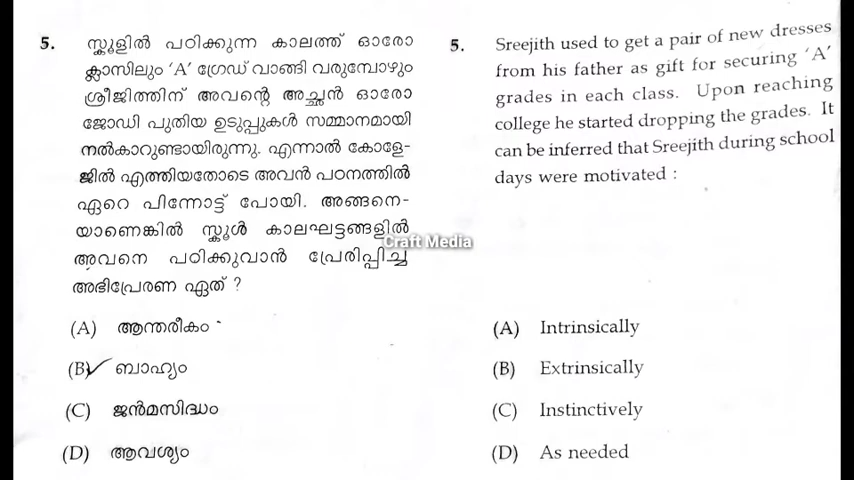 5. സ്കൂളിൽ പഠിക്കുന്ന കാലത്ത് ഓരോ
ക്ലാസിലും 'A' ഗ്രേഡ് വാങ്ങി വരുമ്പോഴും
ശ്രീജിത്തിന് അവന്റെ അച്ഛൻ ഓരോ
ജോഡി പുതിയ ഉടുപ്പുകൾ സമ്മാനമായി
നൽകാറുണ്ടായിരുന്നു. എന്നാൽ കോളേ-
ജിൽ എത്തിയതോടെ അവൻ പഠനത്തിൽ
ഏറെ പിന്നോട്ട് പോയി. അങ്ങനെ-
യാണെങ്കിൽ സ്കൂൾ കാലഘട്ടങ്ങളിൽ
അവനെ പഠിക്കുവാൻ പ്രേരിപ്പിച്ച
അഭിപ്രേരണ ഏത് ?
(A) ആന്തരീകം
(B) ബാഹ്യം
(C) ജൻമസിദ്ധം
(D) ആവശ്യം
5. Sreejith used to get a pair of new dresses
from his father as gift for securing 'A'
grades in each class. Upon reaching
college he started dropping the grades. It
can be inferred that Sreejith during school
days were motivated :
(A) Intrinsically
(B) Extrinsically
(C) Instinctively
(D) As needed
Craft Media